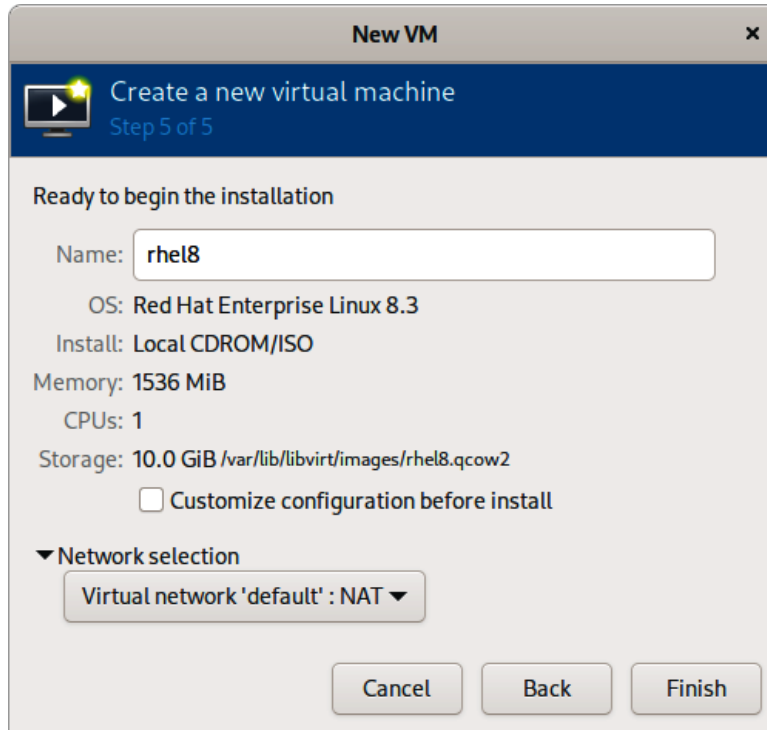 New VM
Create a new virtual machine
Step 5 of 5
Ready to begin the installation
Name: rhel8
OS: Red Hat Enterprise Linux 8.3
Install: Local CDROM/ISO
Memory: 1536 MiB
CPUs: 1
Storage: 10.0 GiB /var/lib/libvirt/images/rhel8.qcow2
Customize configuration before install
Network selection
Virtual network 'default' : NAT
Cancel Back Finish